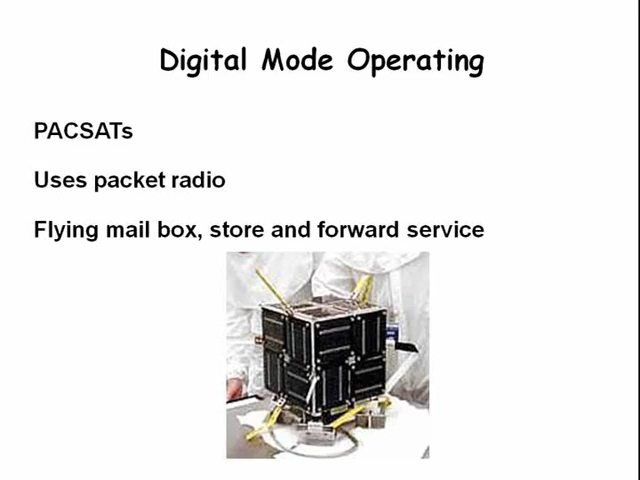 Digital Mode Operating
PACSATs
Uses packet radio
Flying mail box, store and forward service